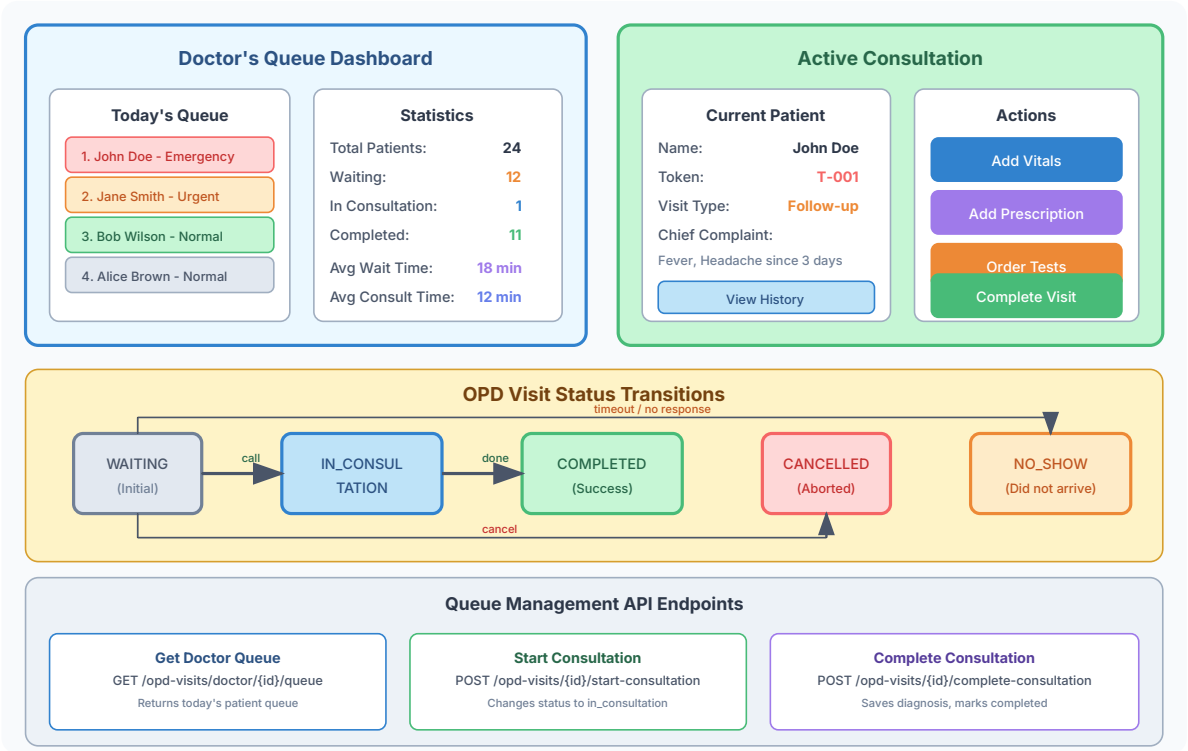 Doctor's Queue Dashboard
Today's Queue
1. John Doe - Emergency
2. Jane Smith - Urgent
3. Bob Wilson - Normal
4. Alice Brown - Normal
Statistics
Total Patients: 24
Waiting: 12
In Consultation: 1
Completed: 11
Avg Wait Time: 18 min
Avg Consult Time: 12 min
Active Consultation
Current Patient
Name: John Doe
Token: T-001
Visit Type: Follow-up
Chief Complaint:
Fever, Headache since 3 days
View History
Actions
Add Vitals
Add Prescription
Order Tests
Complete Visit
OPD Visit Status Transitions
timeout / no response
WAITING
(Initial)
call
IN_CONSUL
TATION
done
COMPLETED
(Success)
CANCELLED
(Aborted)
NO_SHOW
(Did not arrive)
cancel
Queue Management API Endpoints
Get Doctor Queue
GET /opd-visits/doctor/{id}/queue
Returns today's patient queue
Start Consultation
POST /opd-visits/{id}/start-consultation
Changes status to in_consultation
Complete Consultation
POST /opd-visits/{id}/complete-consultation
Saves diagnosis, marks completed